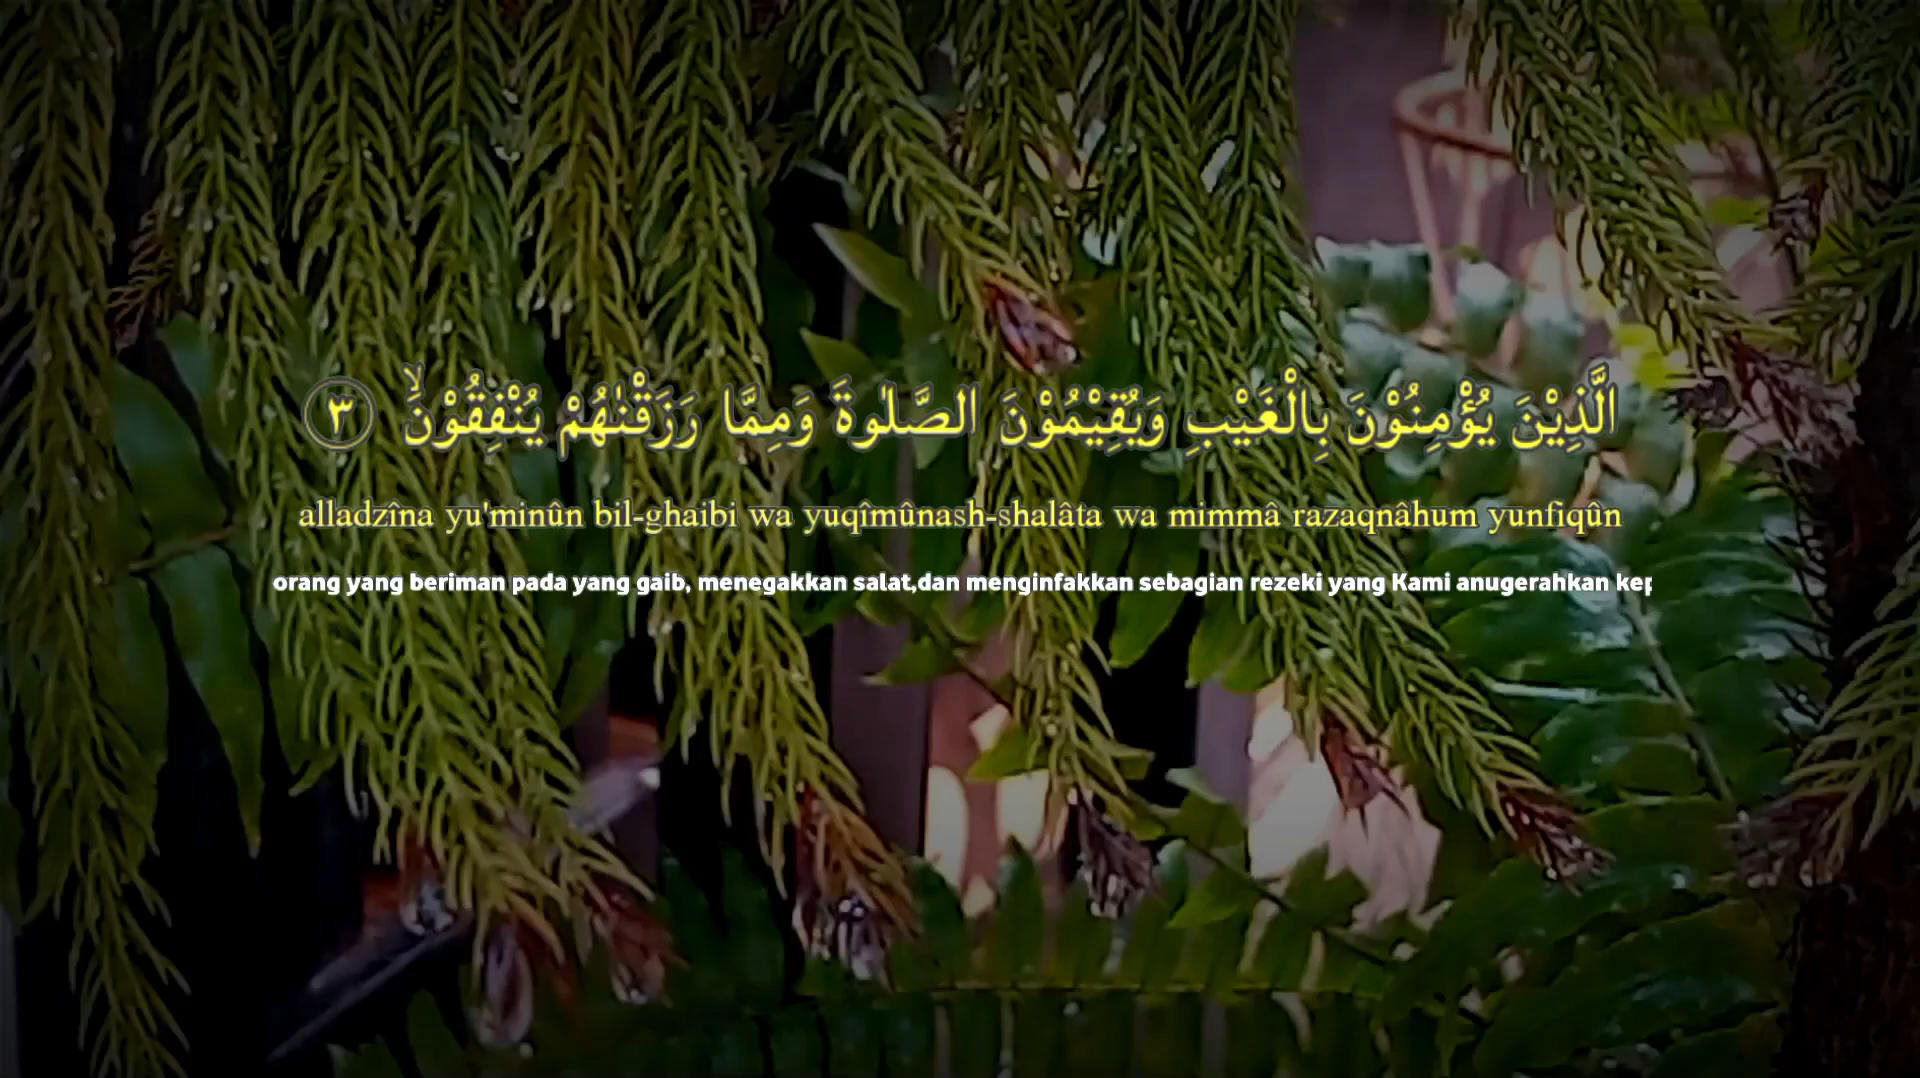 الَّذِيْنَ يُؤْمِنُوْنَ بِالْغَيْبِ وَيُقِيْمُوْنَ الصَّلٰوةَ وَمِمَّا رَزَقْنٰهُمْ يُنْفِقُوْنَۙ ٣
alladzîna yu'minûn bil-ghaibi wa yuqîmûnash-shalâta wa mimmâ razaqnâhum yunfiqûn
orang yang beriman pada yang gaib, menegakkan salat,dan menginfakkan sebagian rezeki yang Kami anugerahkan